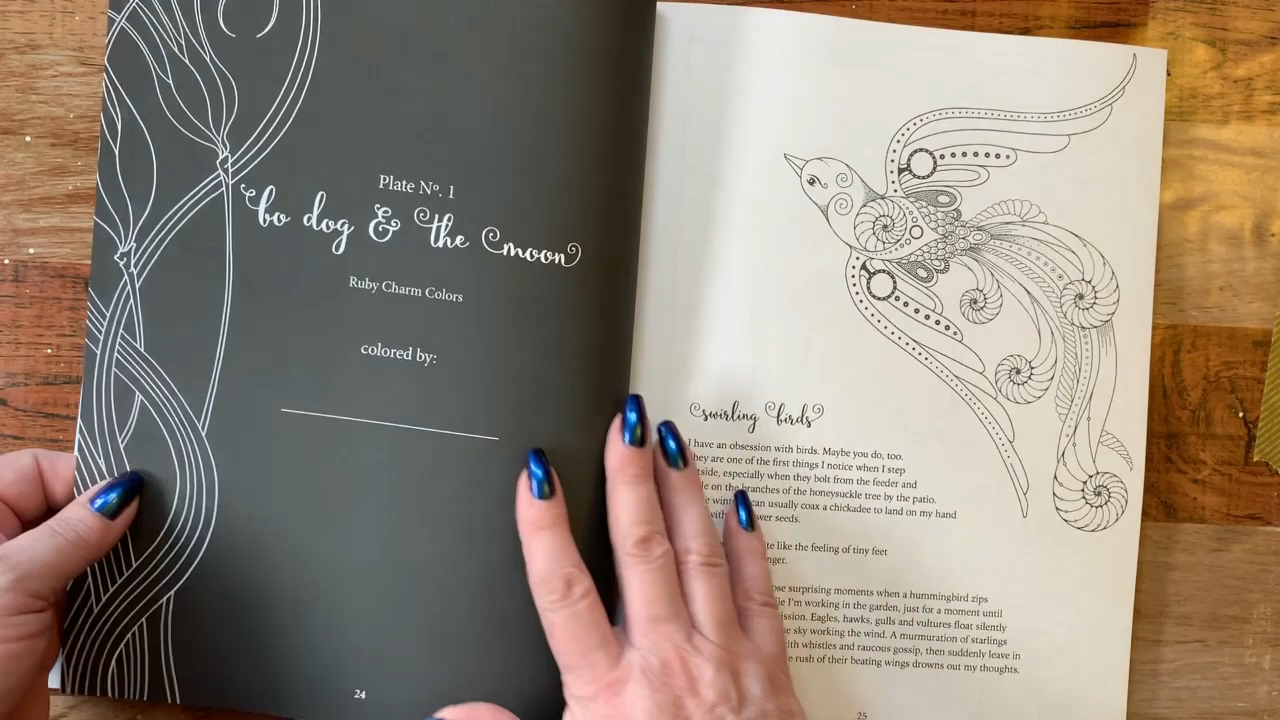 Plate Nº. 1
bo dog & the moon
Ruby Charm Colors
colored by:
24
swirling birds
I have an obsession with birds. Maybe you do, too.
hey are one of the first things I notice when I step
tside, especially when they bolt from the feeder and
le on the branches of the honeysuckle tree by the patio.
e wint can usually coax a chickadee to land on my hand
with wer seeds.
ite like the feeling of tiny feet
nger.
ose surprising moments when a hummingbird zips
ile I'm working in the garden, just for a moment until
ission. Eagles, hawks, gulls and vultures float silently
he sky working the wind. A murmuration of starlings
with whistles and raucous gossip, then suddenly leave in
e rush of their beating wings drowns out my thoughts.
25